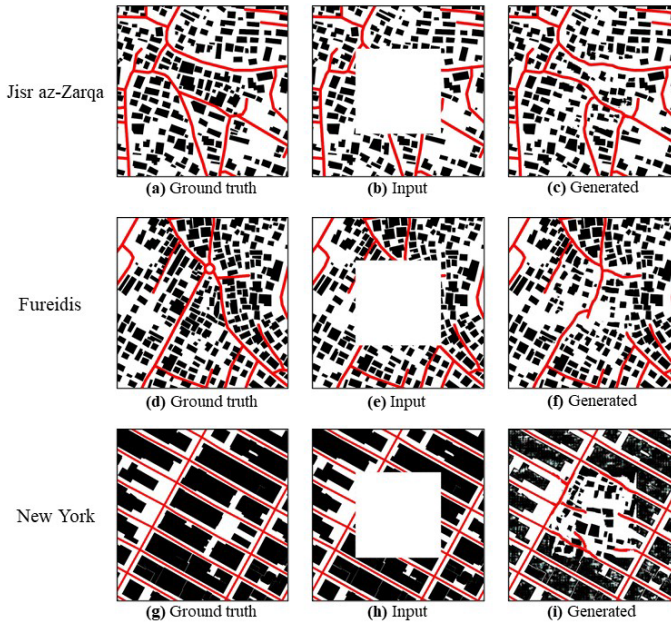 Jisr az-Zarqa
(a) Ground truth
(b) Input
(c) Generated
Fureidis
(d) Ground truth
(e) Input
(f) Generated
New York
(g) Ground truth
(h) Input
(i) Generated